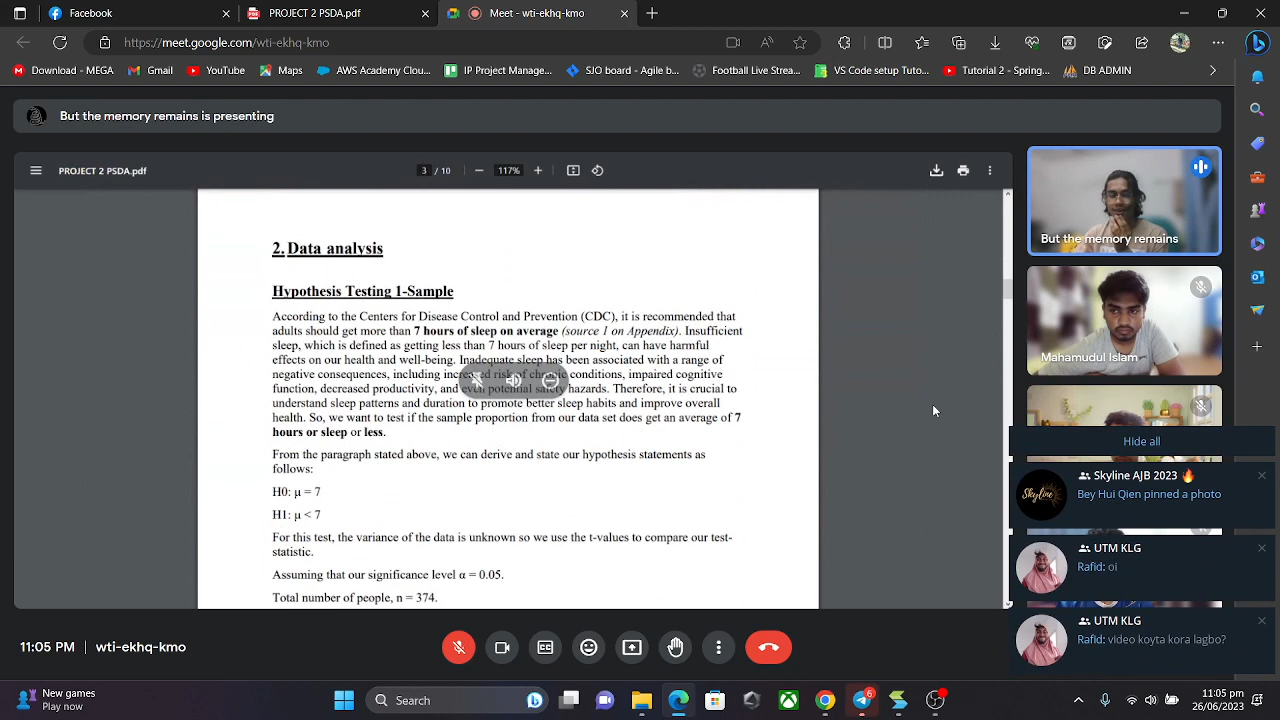 Facebook
PROJECT 2 PSDA.pdf
Meet - wti-ekhq-kmo
https://meet.google.com/wti-ekhq-kmo
Download - MEGA
Gmail
YouTube
Maps
AWS Academy Clou...
IP Project Manage...
SJO board - Agile b...
Football Live Strea...
VS Code setup Tuto...
Tutorial 2 - Spring...
DB ADMIN
But the memory remains is presenting
PROJECT 2 PSDA.pdf
3 / 10
117%
2. Data analysis
Hypothesis Testing 1-Sample
According to the Centers for Disease Control and Prevention (CDC), it is recommended that
adults should get more than 7 hours of sleep on average (source 1 on Appendix). Insufficient
sleep, which is defined as getting less than 7 hours of sleep per night, can have harmful
effects on our health and well-being. Inadequate sleep has been associated with a range of
negative consequences, including increased risk of chronic conditions, impaired cognitive
function, decreased productivity, and even potential safety hazards. Therefore, it is crucial to
understand sleep patterns and duration to promote better sleep habits and improve overall
health. So, we want to test if the sample proportion from our data set does get an average of 7
hours or sleep or less.
From the paragraph stated above, we can derive and state our hypothesis statements as
follows:
H0: µ = 7
H1: µ < 7
For this test, the variance of the data is unknown so we use the t-values to compare our test-
statistic.
Assuming that our significance level α = 0.05.
Total number of people, n = 374.
But the memory remains
Mahamudul Islam
Hide all
Skyline AJB 2023 🔥
Bey Hui Qien pinned a photo
Skyline
UTM KLG
Rafid: oi
UTM KLG
Rafid: video koyta kora lagbo?
11:05 PM | wti-ekhq-kmo
New games
Play now
Search
6
11:05 pm
26/06/2023